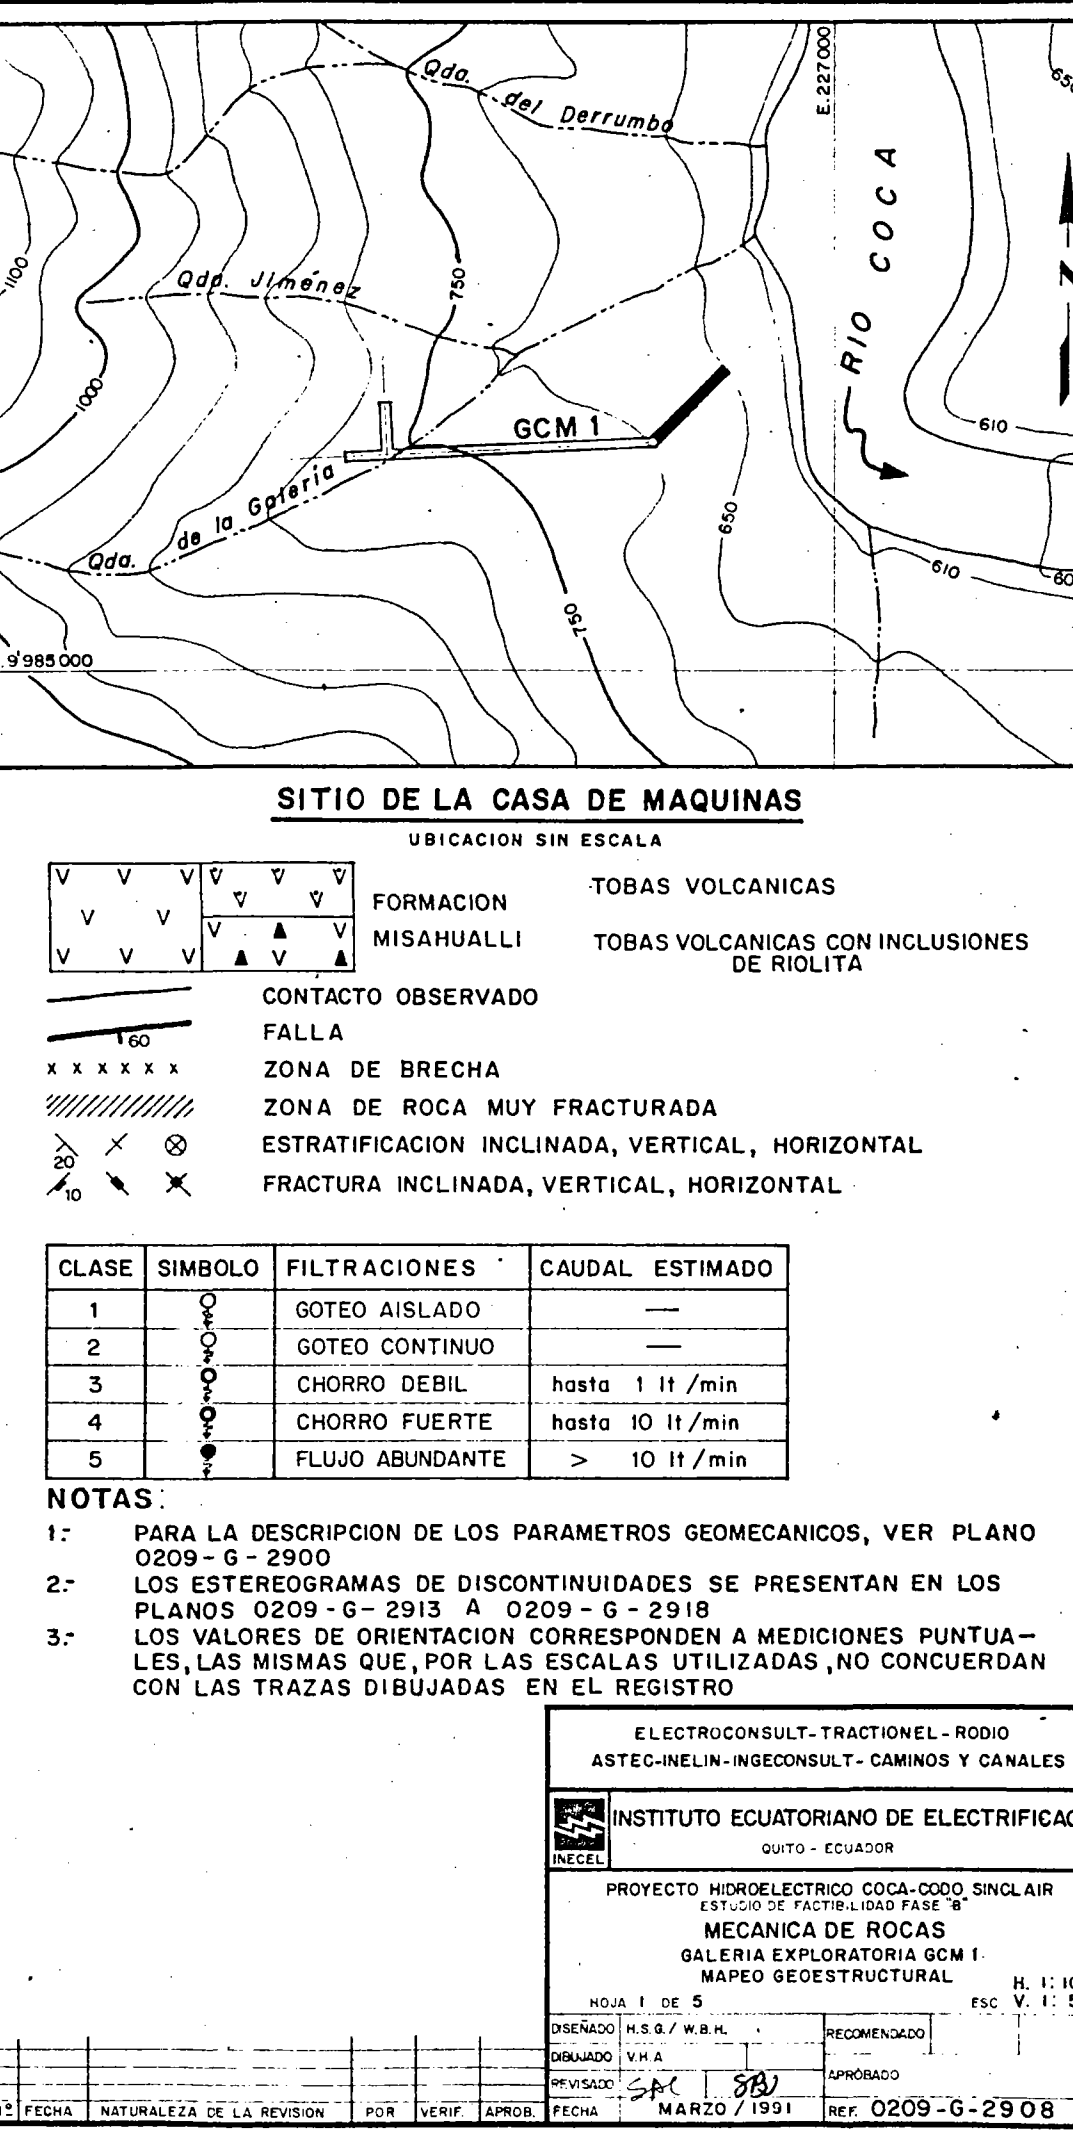 Qda. del Derrumbo
E. 227000
650
RIO COCA
N
1100
Qda. Jiménez
750
1000
GCM 1
610
Qda. de la Galería
650
610
750
9'985000
SITIO DE LA CASA DE MAQUINAS
UBICACION SIN ESCALA
FORMACION MISAHUALLI
TOBAS VOLCANICAS
TOBAS VOLCANICAS CON INCLUSIONES
DE RIOLITA
CONTACTO OBSERVADO
60 FALLA
ZONA DE BRECHA
ZONA DE ROCA MUY FRACTURADA
20 ESTRATIFICACION INCLINADA, VERTICAL, HORIZONTAL
10 FRACTURA INCLINADA, VERTICAL, HORIZONTAL
CLASE SIMBOLO FILTRACIONES CAUDAL ESTIMADO
1 GOTEO AISLADO —
2 GOTEO CONTINUO —
3 CHORRO DEBIL hasta 1 lt/min
4 CHORRO FUERTE hasta 10 lt/min
5 FLUJO ABUNDANTE > 10 lt/min
NOTAS:
1.- PARA LA DESCRIPCION DE LOS PARAMETROS GEOMECANICOS, VER PLANO
0209-G-2900
2.- LOS ESTEREOGRAMAS DE DISCONTINUIDADES SE PRESENTAN EN LOS
PLANOS 0209-G-2913 A 0209-G-2918
3.- LOS VALORES DE ORIENTACION CORRESPONDEN A MEDICIONES PUNTUA-
LES, LAS MISMAS QUE, POR LAS ESCALAS UTILIZADAS, NO CONCUERDAN
CON LAS TRAZAS DIBUJADAS EN EL REGISTRO
ELECTROCONSULT-TRACTIONEL-RODIO
ASTEC-INELIN-INGECONSULT-CAMINOS Y CANALES
INECEL
INSTITUTO ECUATORIANO DE ELECTRIFICAC
QUITO - ECUADOR
PROYECTO HIDROELECTRICO COCA-CODO SINCLAIR
ESTUDIO DE FACTIBILIDAD FASE "B"
MECANICA DE ROCAS
GALERIA EXPLORATORIA GCM 1
MAPEO GEOESTRUCTURAL
HOJA 1 DE 5
ESC H. 1:10
V. 1:5
DISEÑADO H.S.G./ W.B.H. RECOMENDADO
DIBUJADO V.H.A
REVISADO APROBADO
FECHA MARZO / 1991 REF. 0209-G-2908
Nº FECHA NATURALEZA DE LA REVISION POR VERIF. APROB.